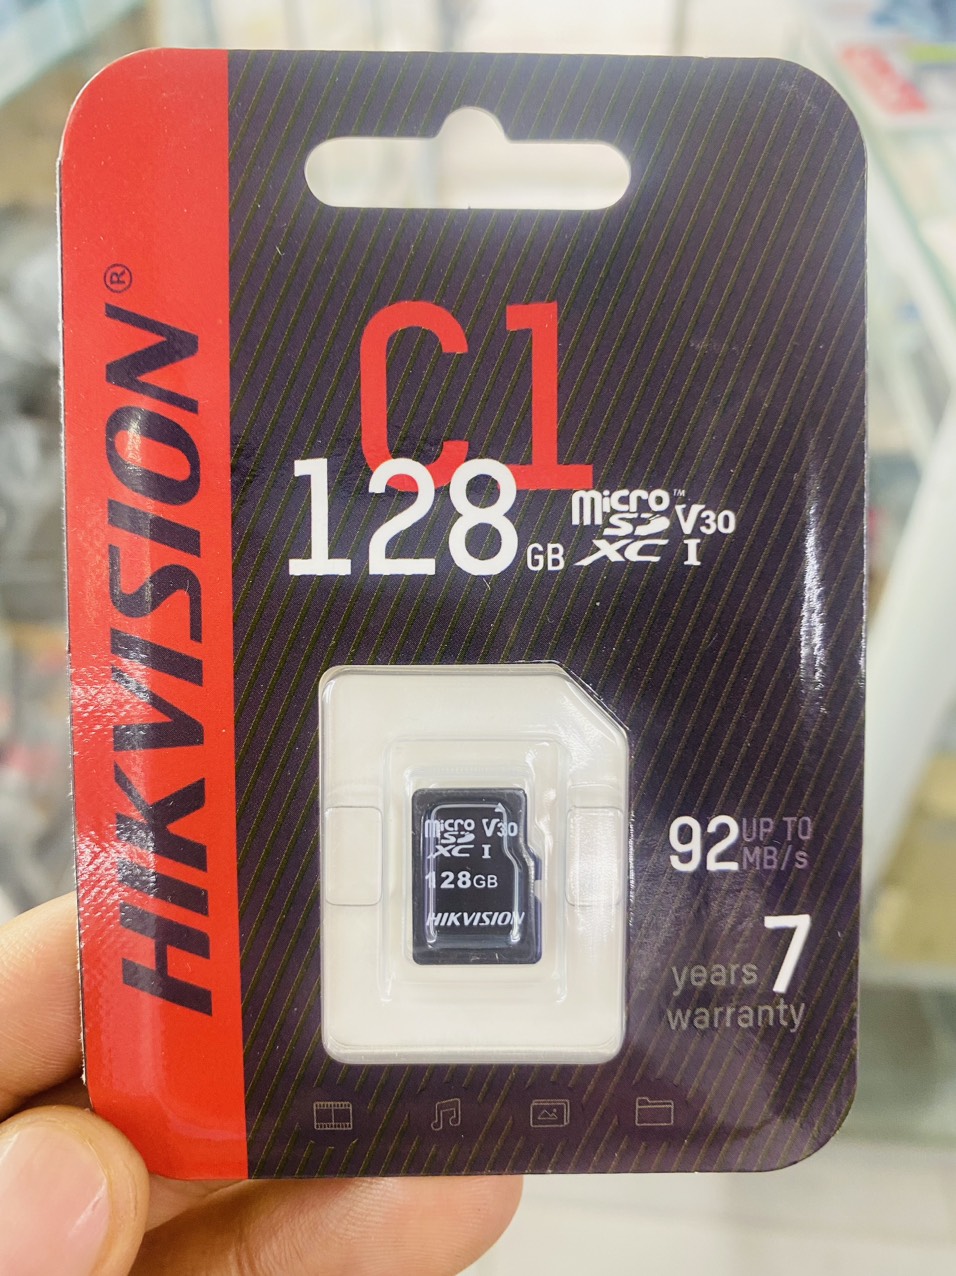 HIKVISION®
C1
128 GB
micro SD XC I V30
micro SD XC I V30
128GB
HIKVISION
92 UP TO MB/s
7 years warranty